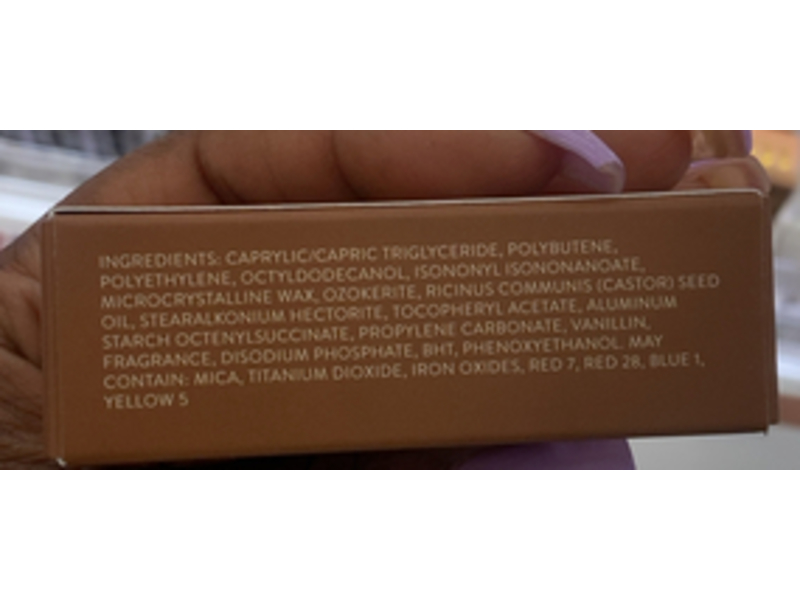 INGREDIENTS: CAPRYLIC/CAPRIC TRIGLYCERIDE, POLYBUTENE,
POLYETHYLENE, OCTYLDODECANOL, ISONONYL ISONONANOATE,
MICROCRYSTALLINE WAX, OZOKERITE, RICINUS COMMUNIS (CASTOR) SEED
OIL, STEARALKONIUM HECTORITE, TOCOPHERYL ACETATE, ALUMINUM
STARCH OCTENYLSUCCINATE, PROPYLENE CARBONATE, VANILLIN,
FRAGRANCE, DISODIUM PHOSPHATE, BHT, PHENOXYETHANOL. MAY
CONTAIN: MICA, TITANIUM DIOXIDE, IRON OXIDES, RED 7, RED 28, BLUE 1,
YELLOW 5